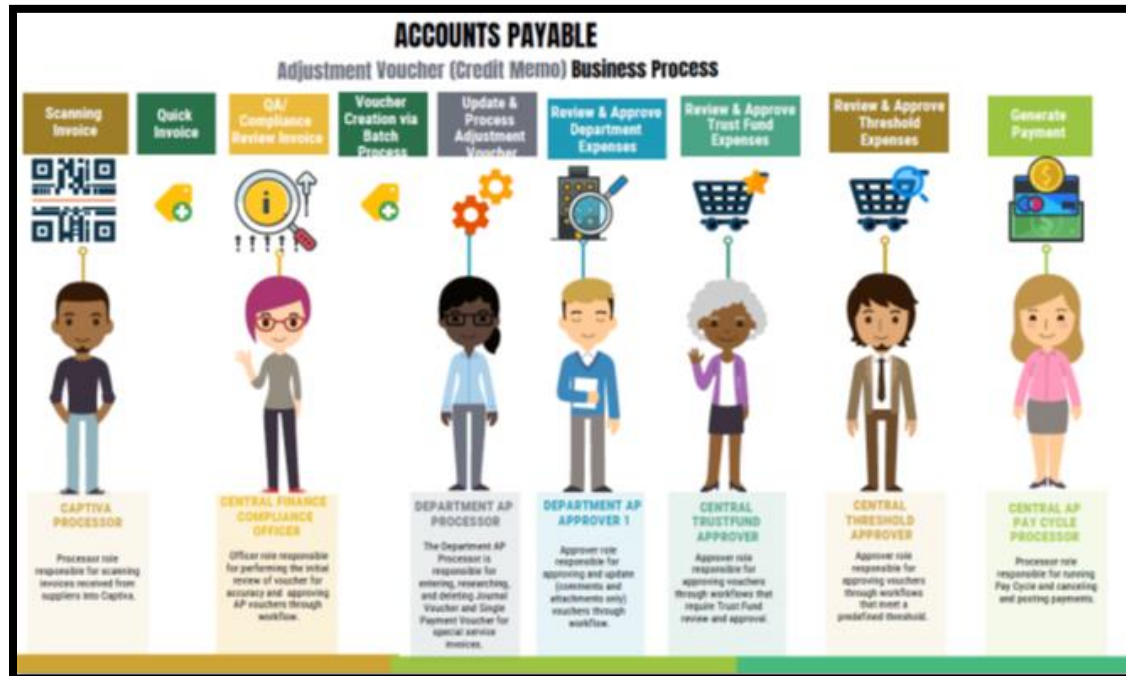 ACCOUNTS PAYABLE
Adjustment Voucher (Credit Memo) Business Process
Scanning
Invoice
Quick
Invoice
QA/
Compliance
Review Invoice
Voucher
Creation via
Batch
Process
Update &
Process
Adjustment
Voucher
Review & Approve
Department
Expenses
Review & Approve
Trust Fund
Expenses
Review & Approve
Threshold
Expenses
Generate
Payment
CAPTIVA
PROCESSOR
Processor role
responsible for scanning
invoices received from
suppliers into Captiva.
CENTRAL FINANCE
COMPLIANCE
OFFICER
Officer role responsible
for performing the initial
review of voucher for
accuracy and approving
AP vouchers through
workflow.
DEPARTMENT AP
PROCESSOR
The Department AP
Processor is
responsible for
entering, researching,
and deleting Journal
Voucher and Single
Payment Voucher for
special service
invoices.
DEPARTMENT AP
APPROVER 1
Approver role
responsible for
approving and update
(comments and
attachments only)
vouchers through
workflow.
CENTRAL
TRUSTFUND
APPROVER
Approver role
responsible for
approving vouchers
through workflows that
require Trust Fund
review and approval.
CENTRAL
THRESHOLD
APPROVER
Approver role
responsible for
approving vouchers
through workflows
that meet a
predefined threshold.
CENTRAL AP
PAY CYCLE
PROCESSOR
Processor role
responsible for running
Pay Cycle and canceling
and posting payments.